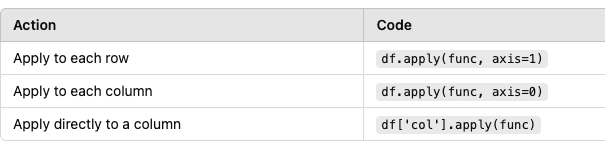 Action Code
Apply to each row df.apply(func, axis=1)
Apply to each column df.apply(func, axis=0)
Apply directly to a column df['col'].apply(func)